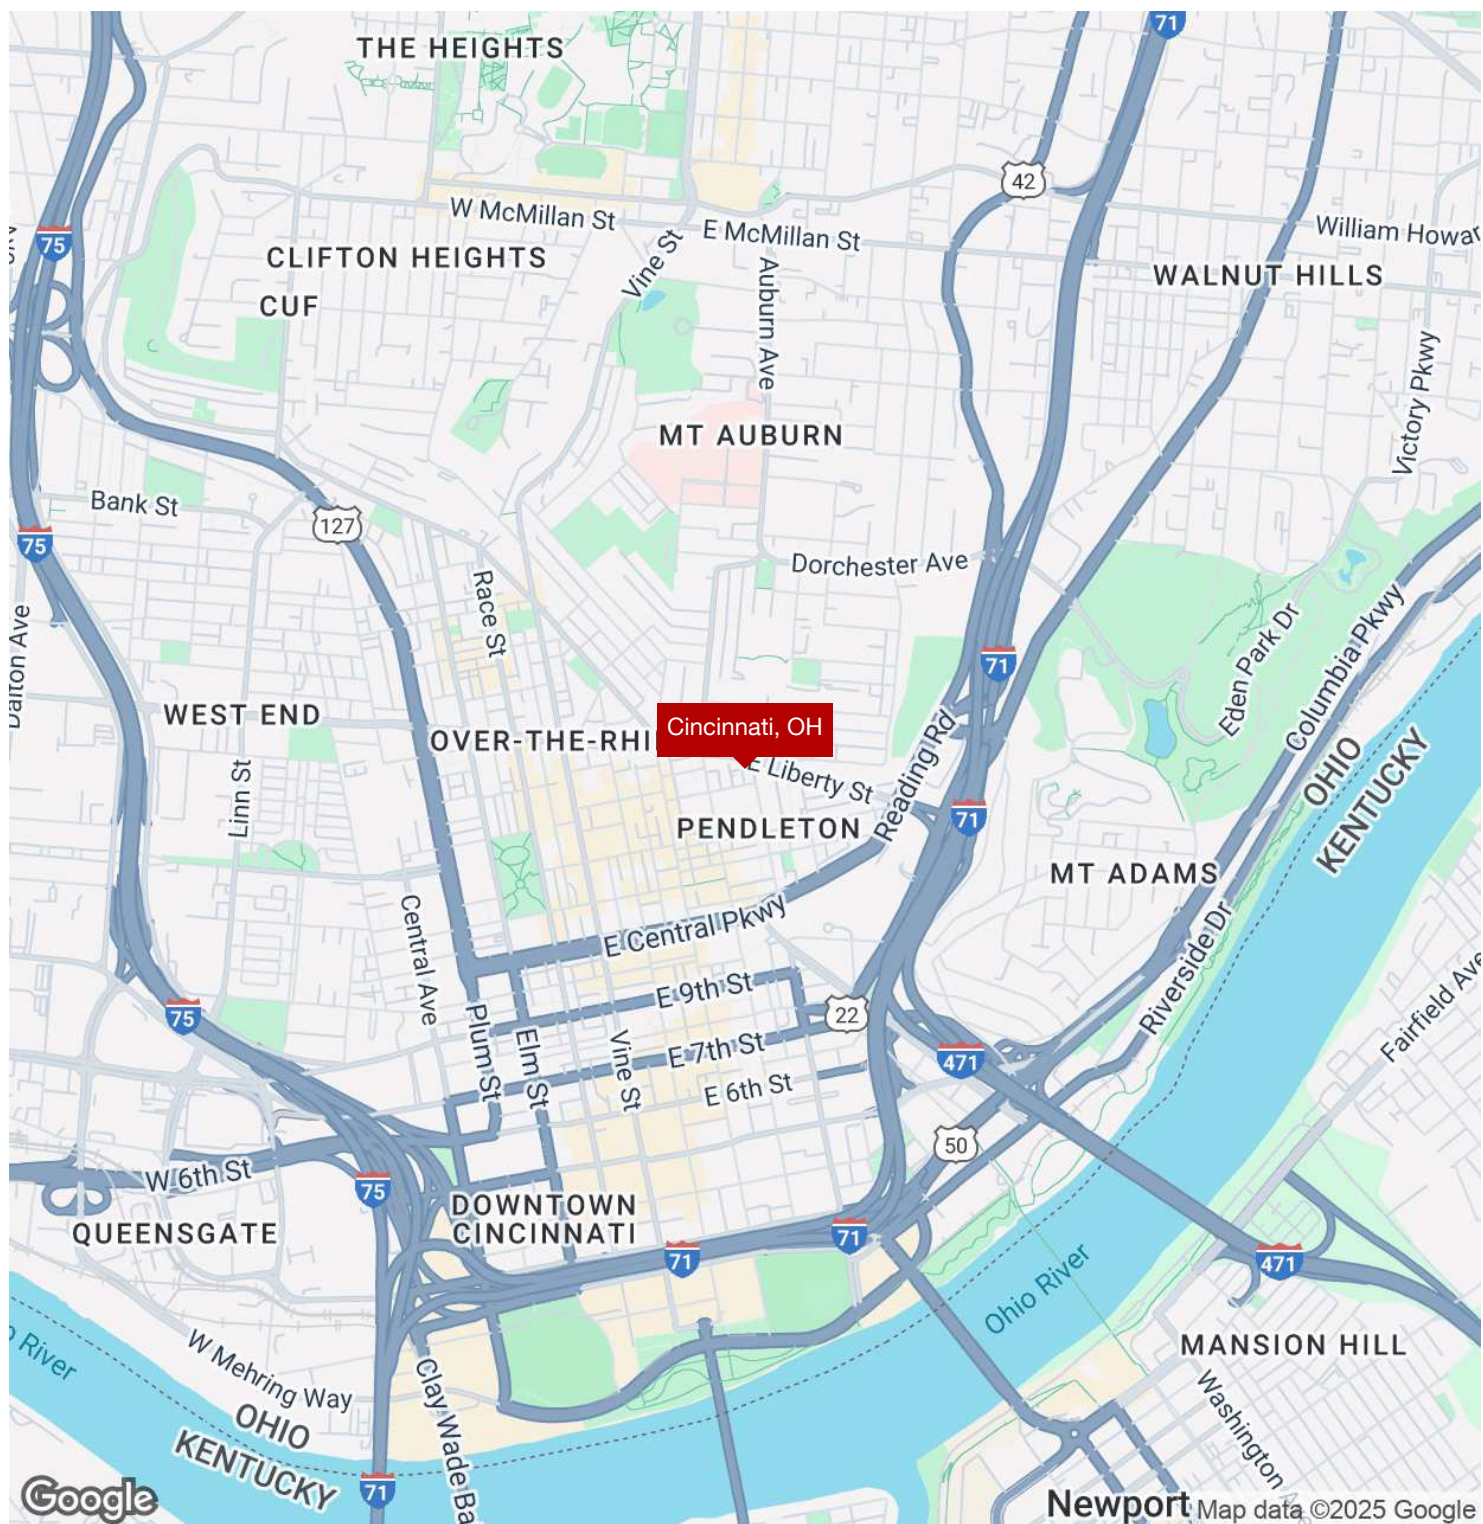 71
THE HEIGHTS
42
W McMillan St
E McMillan St
William Howar
75
Vine St
CLIFTON HEIGHTS
Auburn Ave
WALNUT HILLS
CUF
Victory Pkwy
MT AUBURN
Bank St
127
75
Dorchester Ave
Race St
Dalton Ave
71
Eden Park Dr
Columbia Pkwy
WEST END
OVER-THE-RHI
Cincinnati, OH
E Liberty St
Reading Rd
OHIO
KENTUCKY
Linn St
71
PENDLETON
MT ADAMS
Central Ave
E Central Pkwy
Riverside Dr
Fairfield Ave
E 9th St
75
Plum St
Elm St
Vine St
22
E 7th St
471
E 6th St
50
W 6th St
75
DOWNTOWN
CINCINNATI
QUEENSGATE
71
71
471
Ohio River
River
W Mehring Way
MANSION HILL
OHIO
KENTUCKY
Clay Wade Ba
Washington A
71
Google
Newport
Map data ©2025 Google